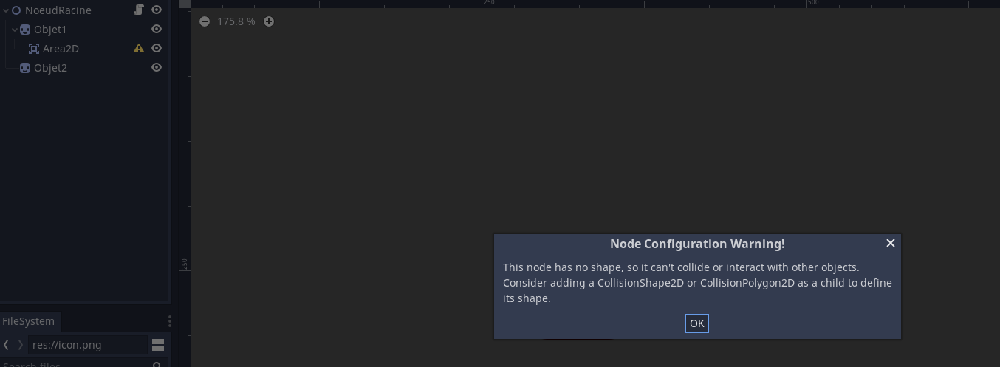 NoeudRacine
Objet1
Area2D
Objet2
250
175.8 %
500
250
Node Configuration Warning!
This node has no shape, so it can't collide or interact with other objects.
Consider adding a CollisionShape2D or CollisionPolygon2D as a child to define
its shape.
OK
FileSystem
res://icon.png
Search files